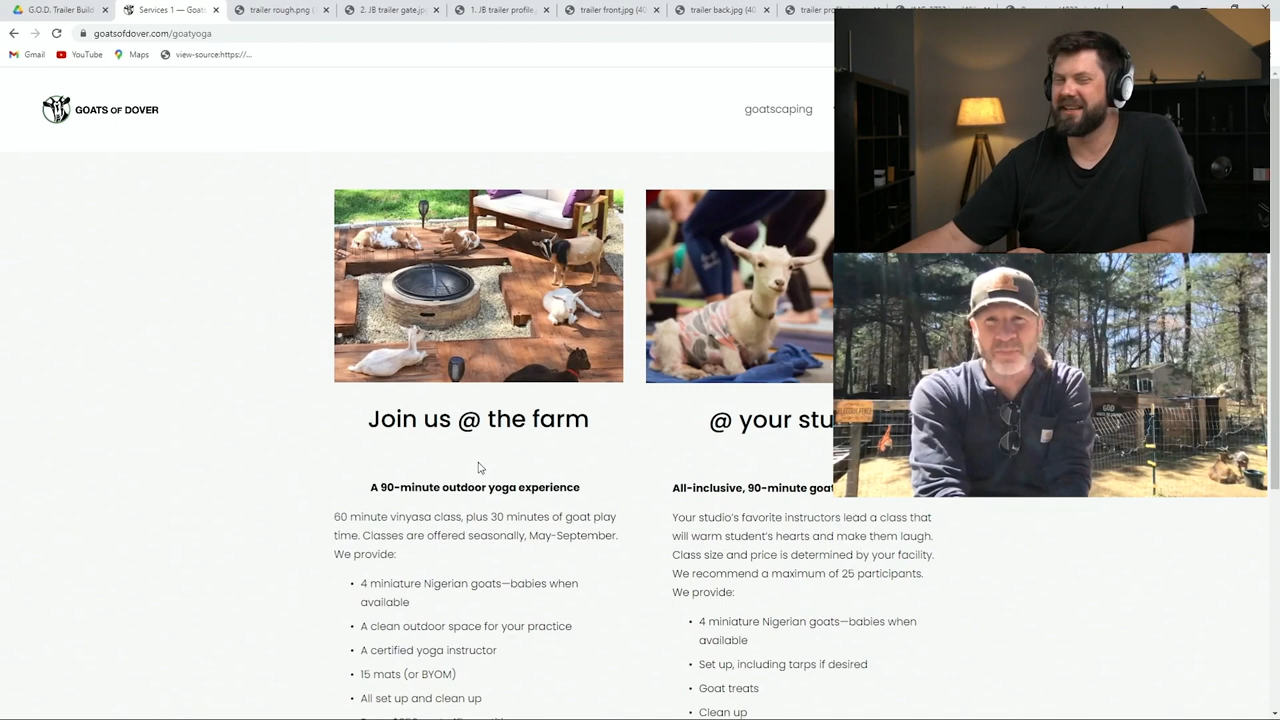 G.O.D. Trailer Build
Services 1 — Goats
trailer rough.png (
2. JB trailer gate.jp
1. JB trailer profile
trailer front.jpg (40
trailer back.jpg (40
goatsofdover.com/goatyoga
Gmail
YouTube
Maps
view-source:https://...
GOATS OF DOVER
goatscaping
Join us @ the farm
@ your stu
A 90-minute outdoor yoga experience
60 minute vinyasa class, plus 30 minutes of goat play
time. Classes are offered seasonally, May-September.
We provide:
• 4 miniature Nigerian goats—babies when
available
• A clean outdoor space for your practice
• A certified yoga instructor
• 15 mats (or BYOM)
• All set up and clean up
All-inclusive, 90-minute goat
Your studio’s favorite instructors lead a class that
will warm student’s hearts and make them laugh.
Class size and price is determined by your facility.
We recommend a maximum of 25 participants.
We provide:
• 4 miniature Nigerian goats—babies when
available
• Set up, including tarps if desired
• Goat treats
• Clean up
GOD